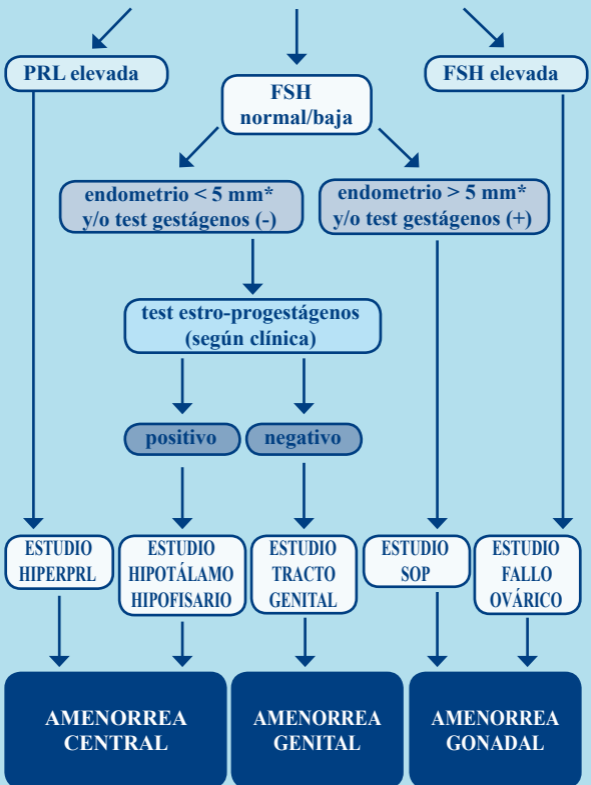 PRL elevada
FSH
normal/baja
FSH elevada
endometrio < 5 mm*
y/o test gestágenos (-)
endometrio > 5 mm*
y/o test gestágenos (+)
test estro-progestágenos
(según clínica)
positivo
negativo
ESTUDIO
HIPERPRL
ESTUDIO
HIPOTÁLAMO
HIPOFISARIO
ESTUDIO
TRACTO
GENITAL
ESTUDIO
SOP
ESTUDIO
FALLO
OVÁRICO
AMENORREA
CENTRAL
AMENORREA
GENITAL
AMENORREA
GONADAL